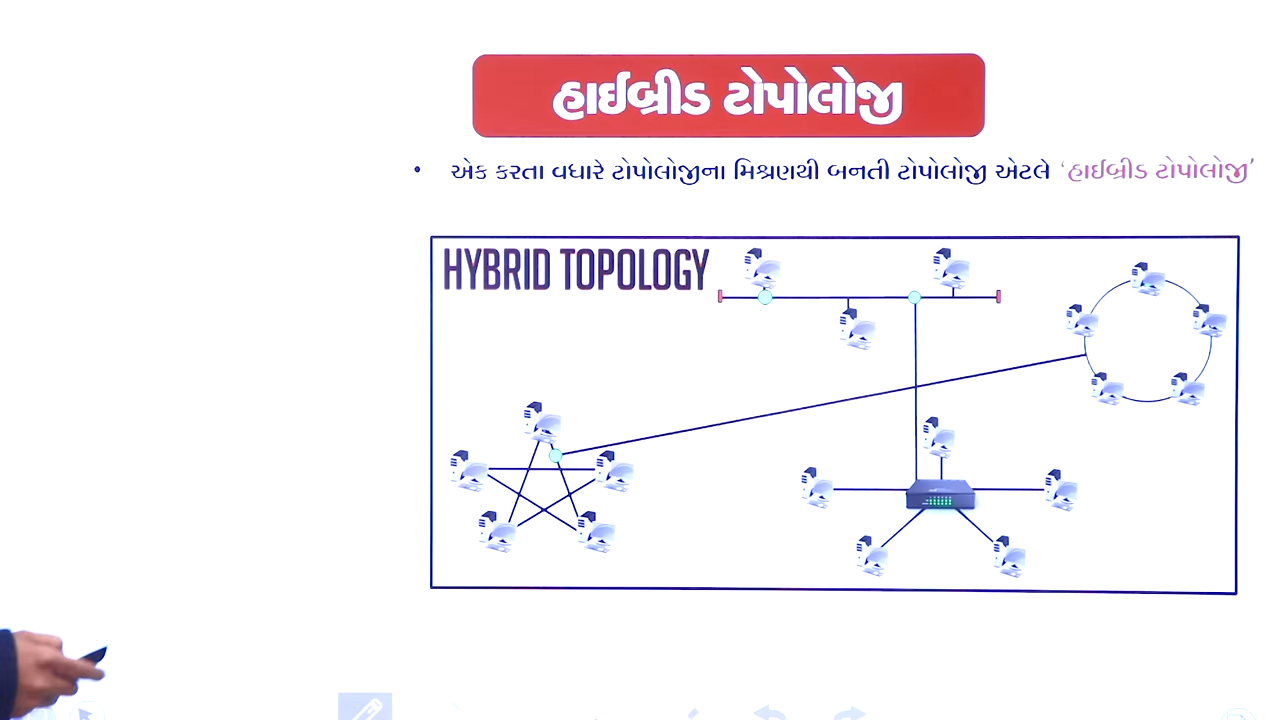 હાઈબ્રીડ ટોપોલોજી
• એક કરતા વધારે ટોપોલોજીના મિશ્રણથી બનતી ટોપોલોજી એટલે ‘હાઈબ્રીડ ટોપોલોજી’
HYBRID TOPOLOGY